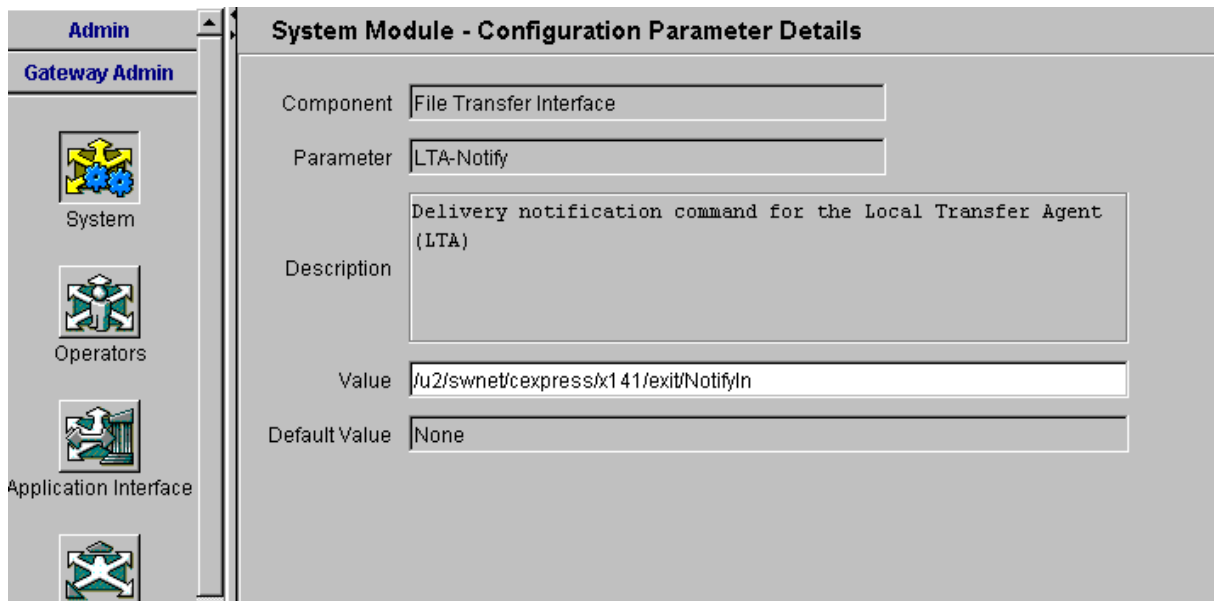 Admin
Gateway Admin
System
Operators
Application Interface
System Module - Configuration Parameter Details
Component File Transfer Interface
Parameter LTA-Notify
Description Delivery notification command for the Local Transfer Agent
(LTA)
Value /u2/swnet/cexpress/x141/exit/NotifyIn
Default Value None